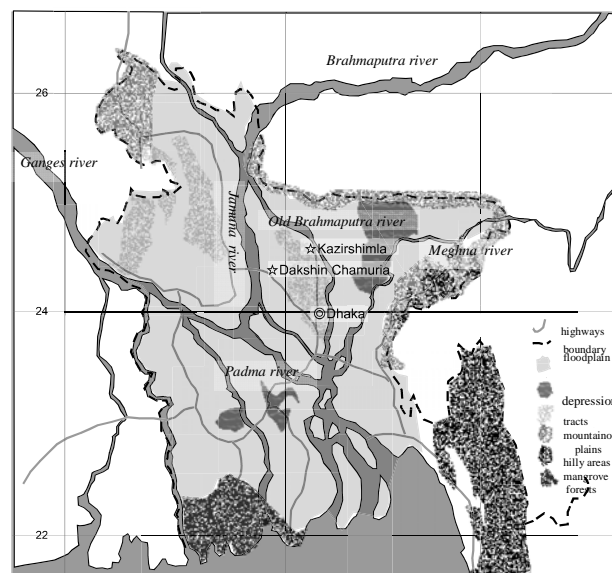 Brahmaputra river
26
Ganges river
Jamuna river
Old Brahmaputra river
☆Kazirshimla
Meghna river
☆Dakshin Chamuria
24
◎Dhaka
highways
boundary
floodplain
Padma river
depression
tracts
mountaino
plains
hilly areas
mangrove
forests
22